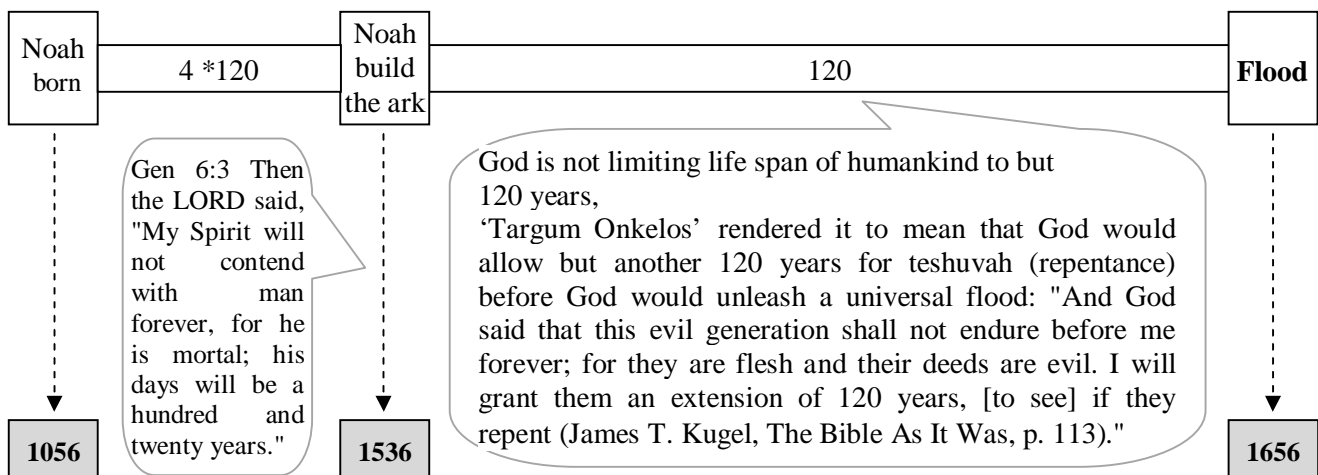 Noah
born
4 *120
Noah
build
the ark
120
Flood
Gen 6:3 Then
the LORD said,
"My Spirit will
not contend
with man
forever, for he
is mortal; his
days will be a
hundred and
twenty years."
God is not limiting life span of humankind to but
120 years,
‘Targum Onkelos’ rendered it to mean that God would
allow but another 120 years for teshuvah (repentance)
before God would unleash a universal flood: "And God
said that this evil generation shall not endure before me
forever; for they are flesh and their deeds are evil. I will
grant them an extension of 120 years, [to see] if they
repent (James T. Kugel, The Bible As It Was, p. 113)."
1056
1536
1656